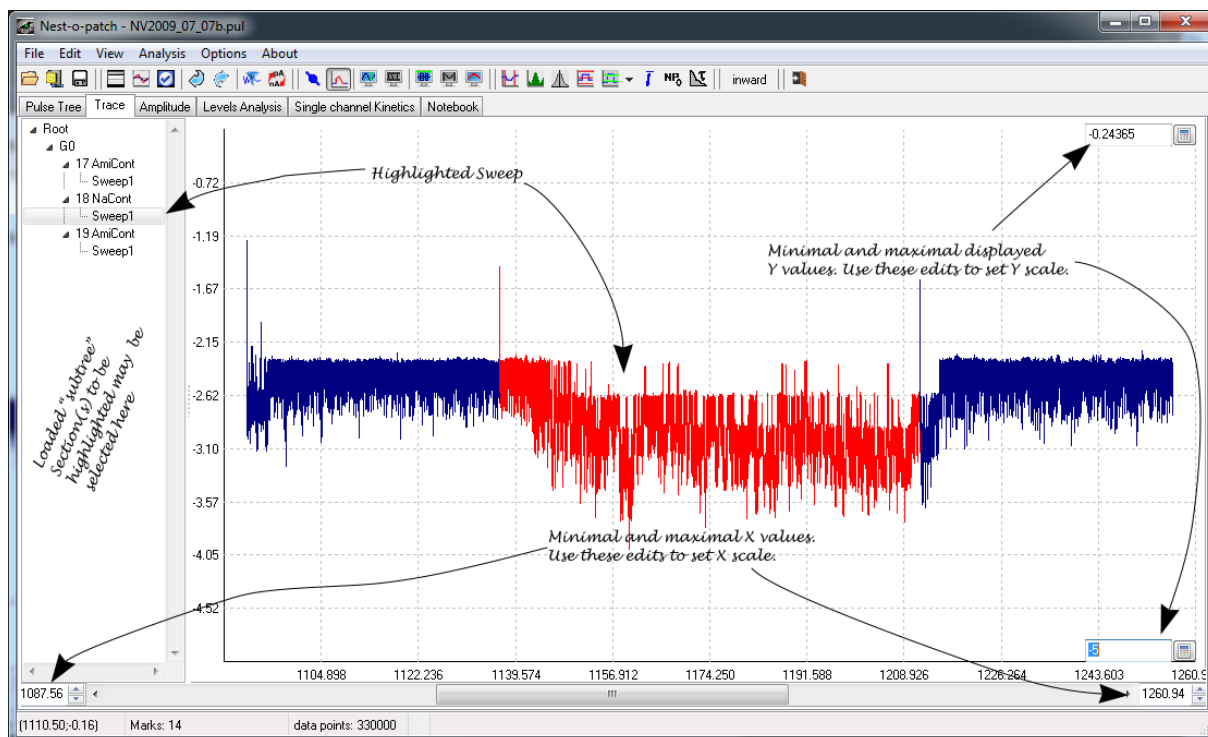 Nest-o-patch - NV2009_07_07b.pul
File Edit View Analysis Options About
inward
Pulse Tree Trace Amplitude Levels Analysis Single channel Kinetics Notebook
Root
G0
17 AmiCont
Sweep1
18 NaCont
Sweep1
19 AmiCont
Sweep1
Loaded "subtree"
Section(s) to be
highlighted may be
selected here
Highlighted Sweep
-0.24365
Minimal and maximal displayed
Y values. Use these edits to set Y scale.
-0.72
-1.19
-1.67
-2.15
-2.62
-3.10
-3.57
-4.05
-4.52
Minimal and maximal X values.
Use these edits to set X scale.
-5
1104.898 1122.236 1139.574 1156.912 1174.250 1191.588 1208.926 1226.264 1243.603 1260.9
1087.56
1260.94
(1110.50;-0.16) Marks: 14 data points: 330000